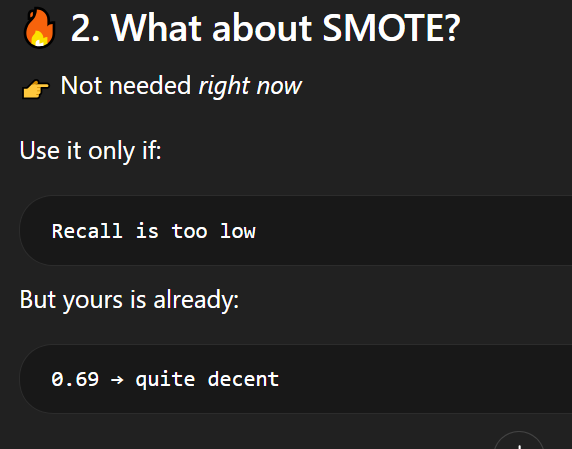 🔥 2. What about SMOTE?
👉 Not needed right now
Use it only if:
Recall is too low
But yours is already:
0.69 → quite decent